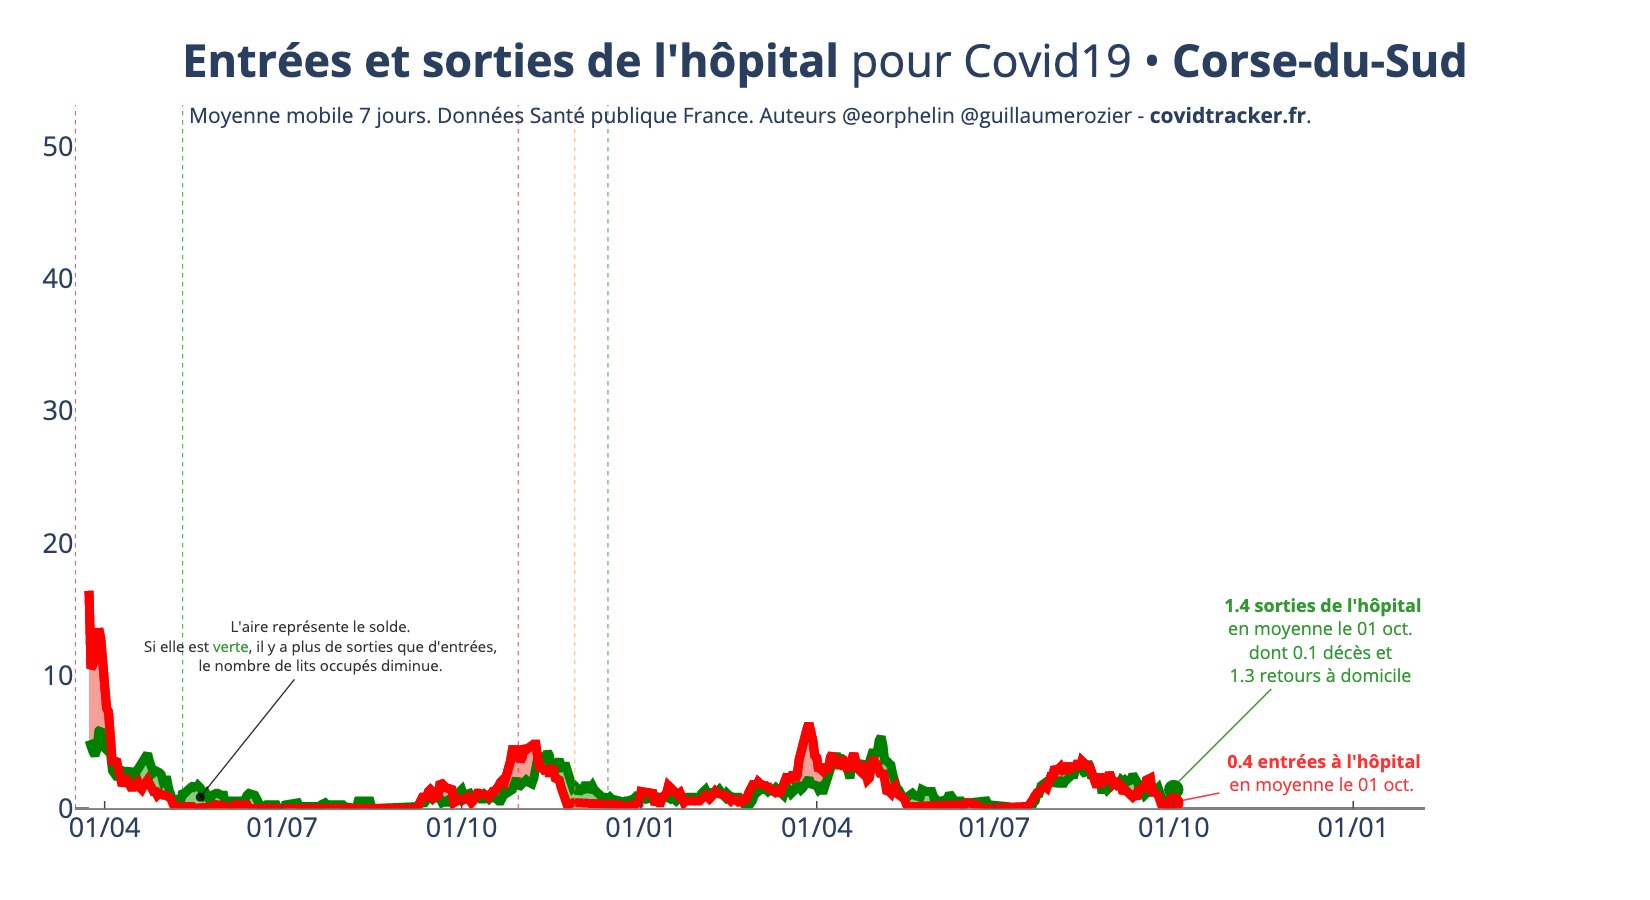 Entrées et sorties de l'hôpital pour Covid19 • Corse-du-Sud
Moyenne mobile 7 jours. Données Santé publique France. Auteurs @eorphelin @guillaumerozier - covidtracker.fr.
50
40
30
20
10
0
L'aire représente le solde.
Si elle est verte, il y a plus de sorties que d'entrées,
le nombre de lits occupés diminue.
1.4 sorties de l'hôpital
en moyenne le 01 oct.
dont 0.1 décès et
1.3 retours à domicile
0.4 entrées à l'hôpital
en moyenne le 01 oct.
01/04 01/07 01/10 01/01 01/04 01/07 01/10 01/01